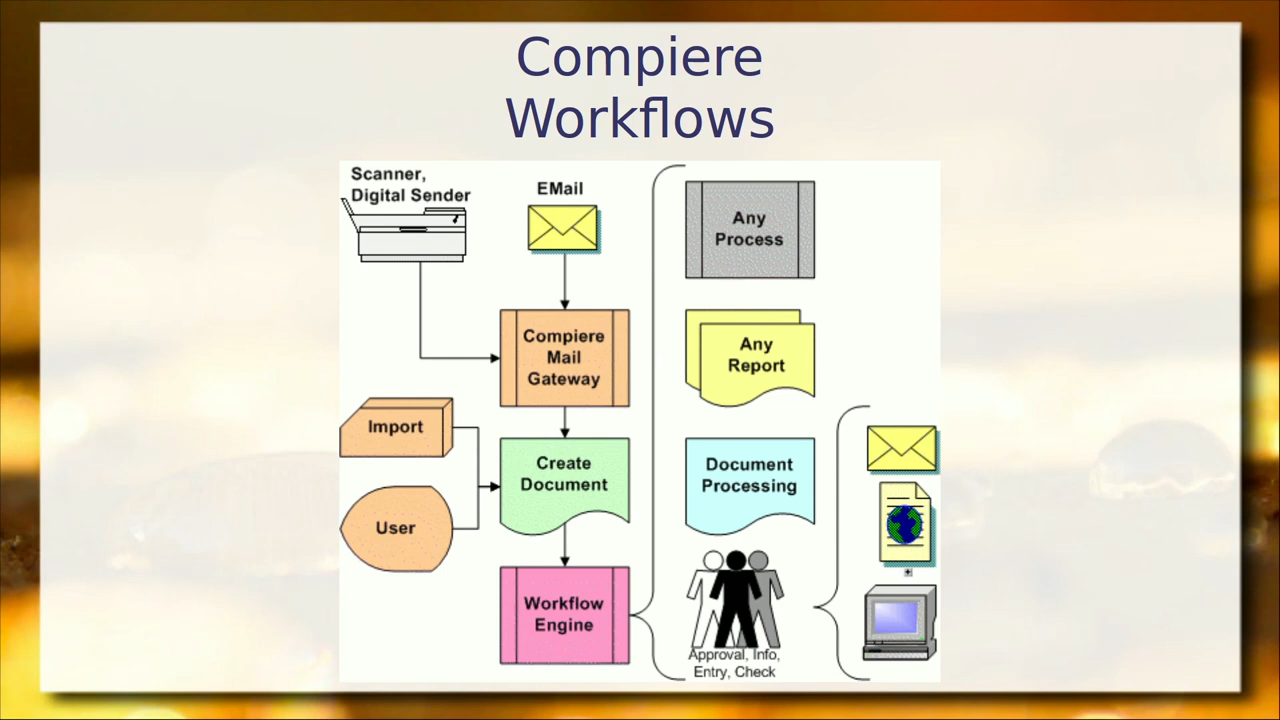 Compiere
Workflows
Scanner,
Digital Sender
EMail
Any
Process
Compiere
Mail
Gateway
Any
Report
Import
Create
Document
Document
Processing
User
Workflow
Engine
Approval, Info,
Entry, Check